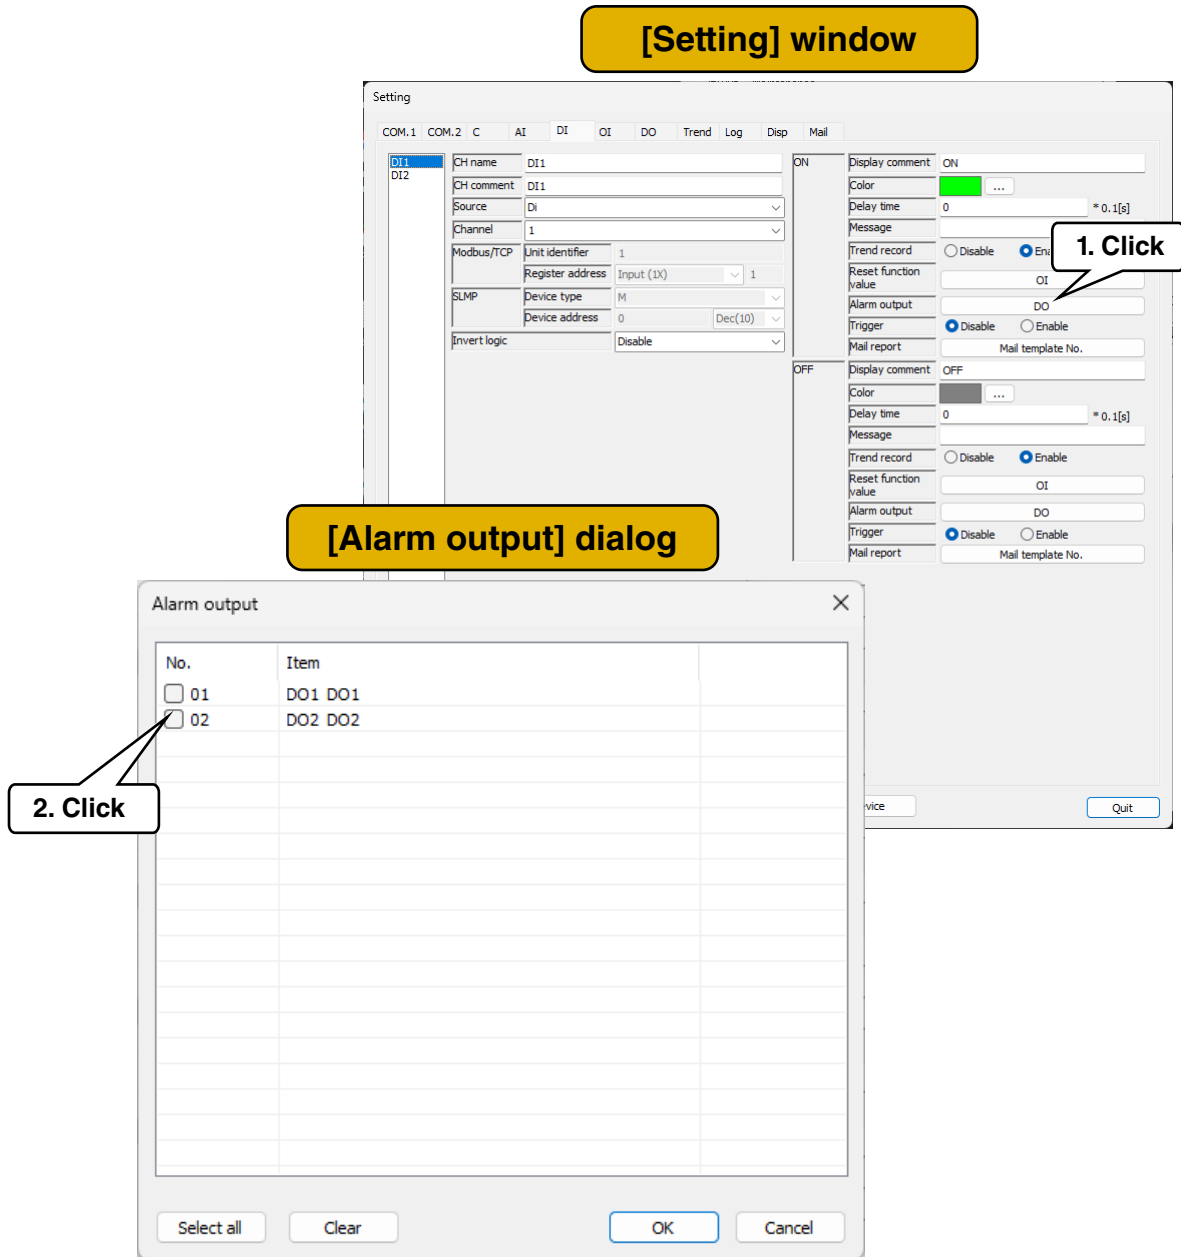 [Setting] window
Setting
COM.1 COM.2 C AI DI OI DO Trend Log Disp Mail
DI1
DI2
CH name DI1
CH comment DI1
Source Di
Channel 1
Modbus/TCP Unit identifier 1
Register address Input (1X) 1
SLMP Device type M
Device address 0 Dec(10)
Invert logic Disable
ON Display comment ON
Color ...
Delay time 0 * 0.1[s]
Message
Trend record Disable
1. Click
Reset function
value
OI
Alarm output DO
Trigger Disable Enable
Mail report Mail template No.
OFF Display comment OFF
Color ...
Delay time 0 * 0.1[s]
Message
Trend record Disable Enable
Reset function
value
OI
Alarm output DO
Trigger Disable Enable
Mail report Mail template No.
Quit
[Alarm output] dialog
Alarm output
No. Item
01 DO1 DO1
02 DO2 DO2
2. Click
Select all Clear OK Cancel